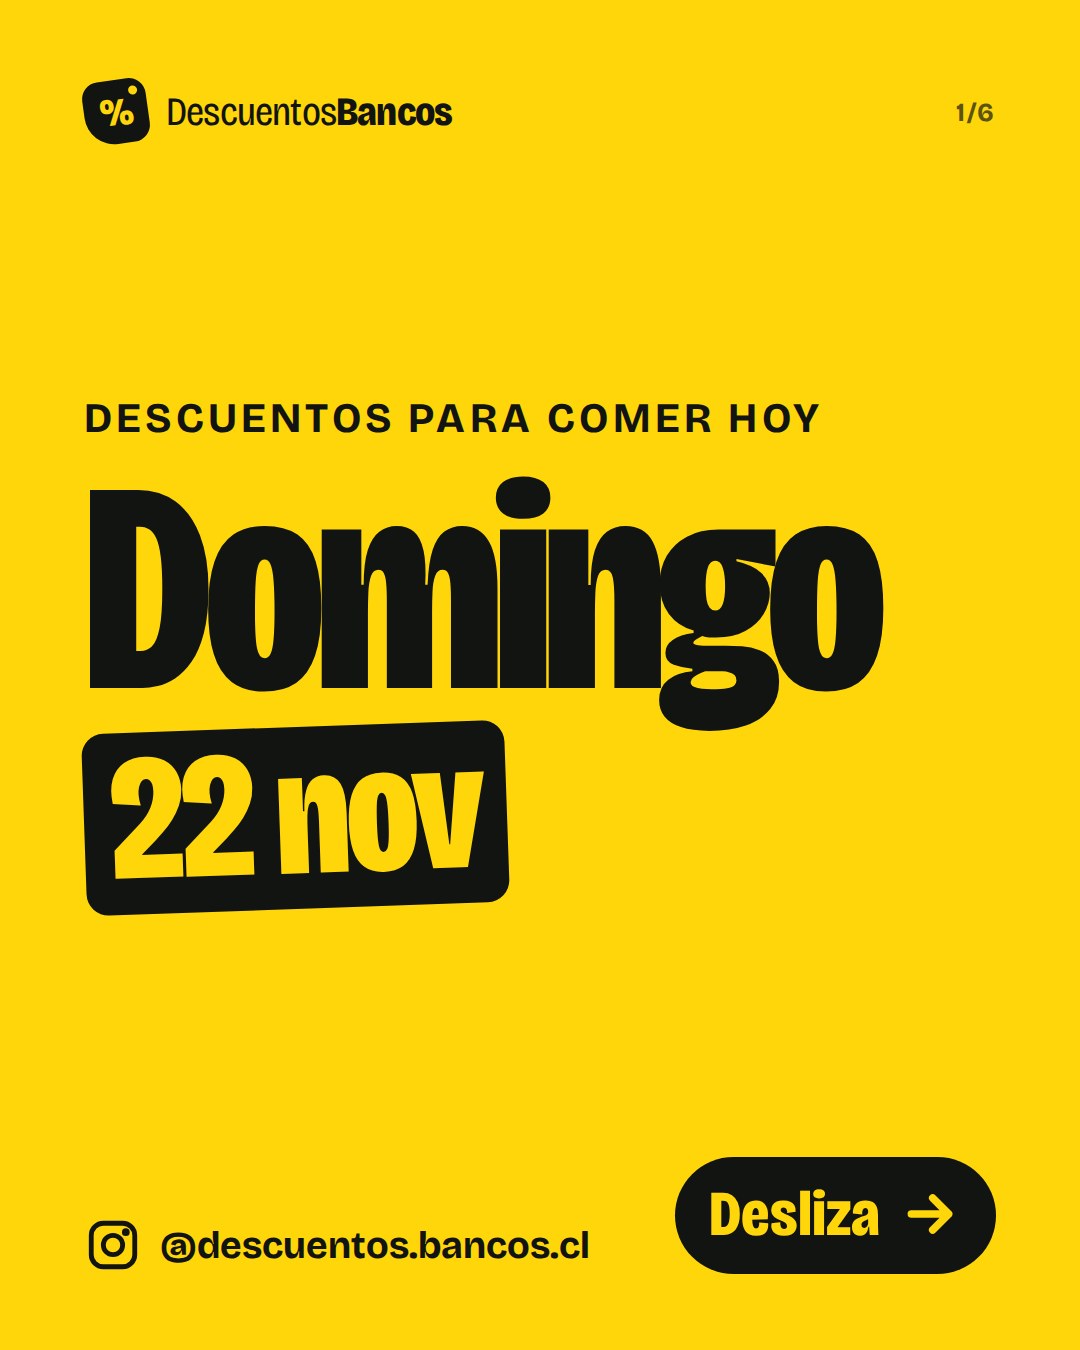 %
DescuentosBancos
1/6
DESCUENTOS PARA COMER HOY
Domingo
22 nov
@descuentos.bancos.cl
Desliza →